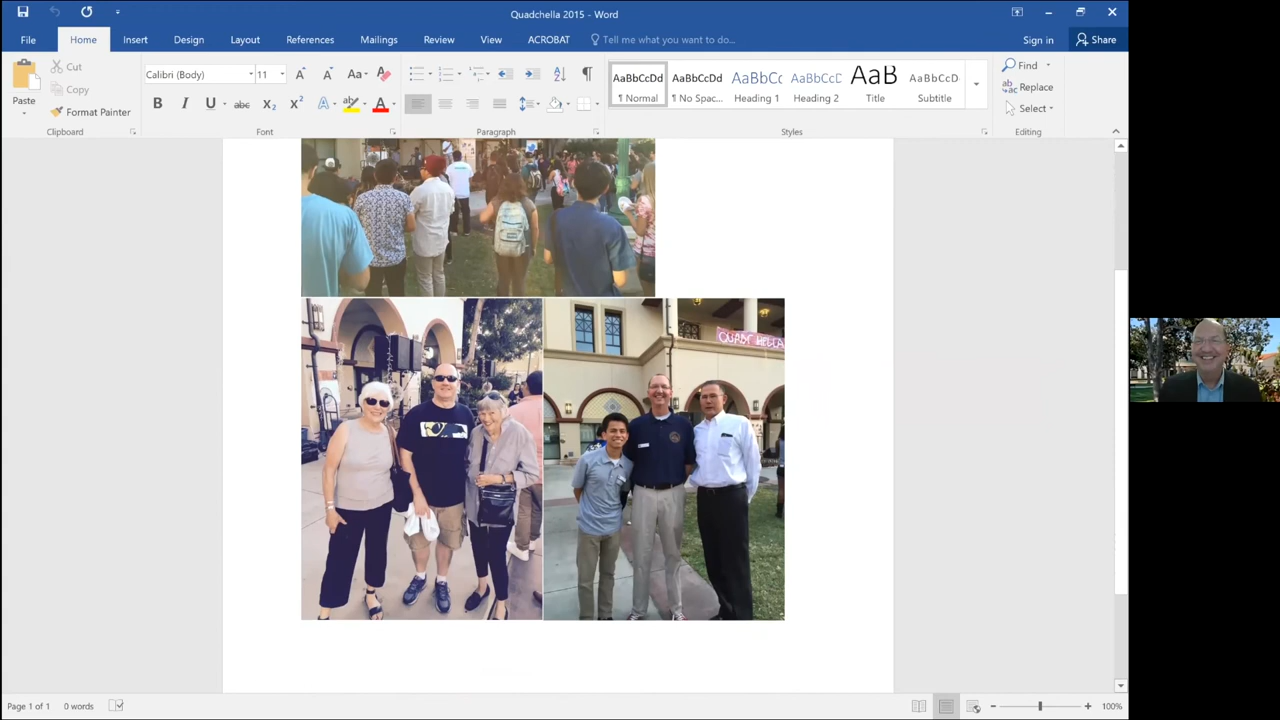 Quadchella 2015 - Word
File
Home
Insert
Design
Layout
References
Mailings
Review
View
ACROBAT
Tell me what you want to do...
Sign in
Share
Paste
Cut
Copy
Format Painter
Clipboard
Calibri (Body)
11
Font
Paragraph
AaBbCcDd
¶ Normal
AaBbCcDd
¶ No Spac...
AaBbCc
Heading 1
AaBbCcC
Heading 2
AaB
Title
AaBbCcD
Subtitle
Styles
Find
Replace
Select
Editing
Page 1 of 1
0 words
100%